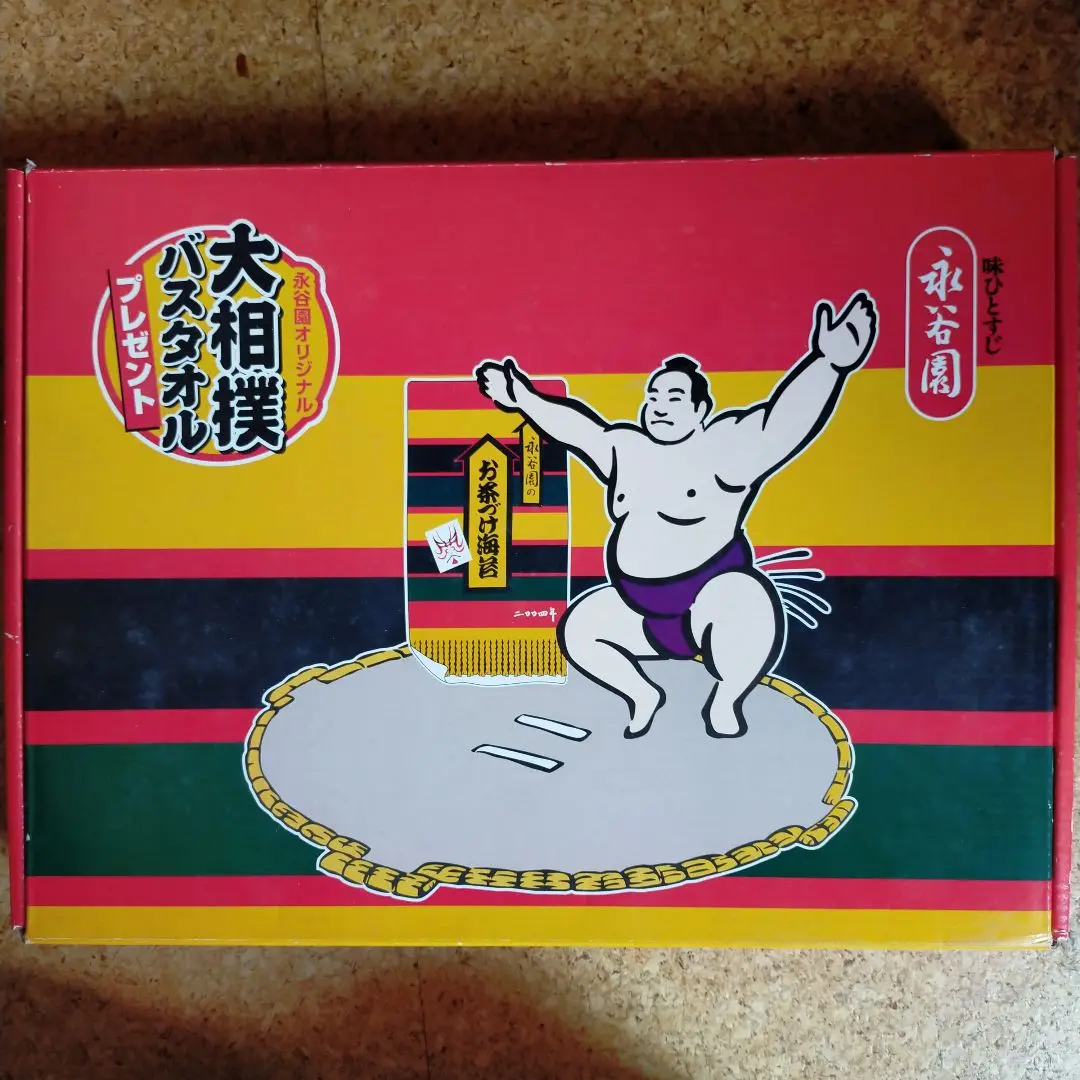 味ひとすじ
永谷園
永谷園オリジナル
大相撲
バスタオル
プレゼント
永谷園の
お茶づけ海苔
二〇〇四年